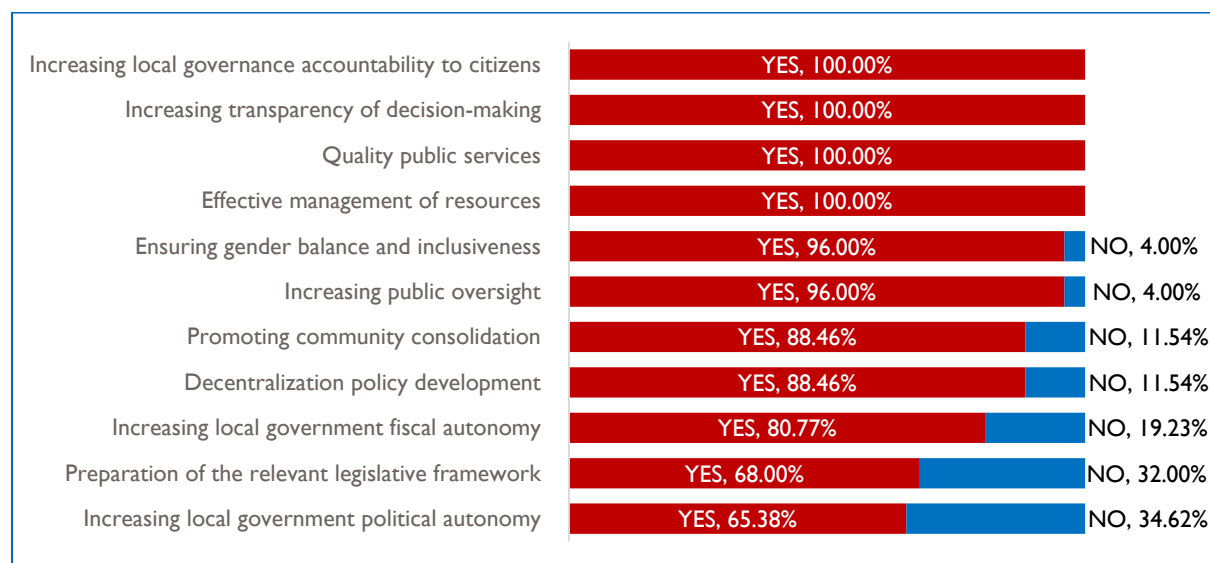 Increasing local governance accountability to citizens YES, 100.00%
Increasing transparency of decision-making YES, 100.00%
Quality public services YES, 100.00%
Effective management of resources YES, 100.00%
Ensuring gender balance and inclusiveness YES, 96.00% NO, 4.00%
Increasing public oversight YES, 96.00% NO, 4.00%
Promoting community consolidation YES, 88.46% NO, 11.54%
Decentralization policy development YES, 88.46% NO, 11.54%
Increasing local government fiscal autonomy YES, 80.77% NO, 19.23%
Preparation of the relevant legislative framework YES, 68.00% NO, 32.00%
Increasing local government political autonomy YES, 65.38% NO, 34.62%